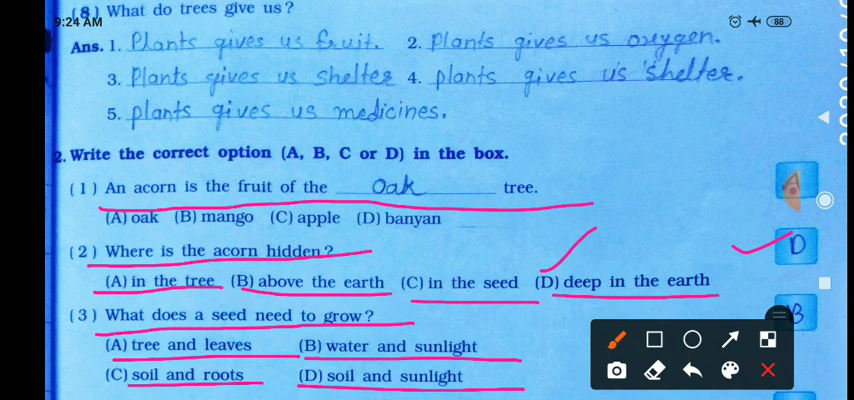 (8) What do trees give us?
9:24 AM
88
Ans. 1. Plants gives us fruit. 2. Plants gives us oxygen.
3. Plants gives us shelter 4. plants gives us shelter.
5. plants gives us medicines.
2. Write the correct option (A, B, C or D) in the box.
(1) An acorn is the fruit of the Oak tree.
A
(A) oak (B) mango (C) apple (D) banyan
(2) Where is the acorn hidden?
D
(A) in the tree (B) above the earth (C) in the seed (D) deep in the earth
(3) What does a seed need to grow?
B
(A) tree and leaves (B) water and sunlight
(C) soil and roots (D) soil and sunlight